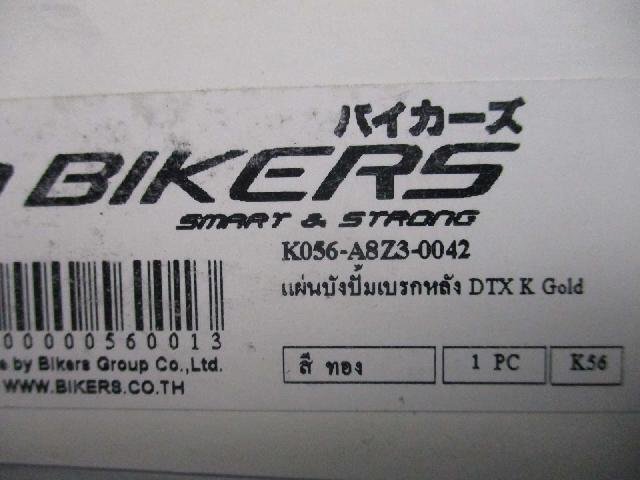 バイカーズ
BIKERS
SMART & STRONG
K056-A8Z3-0042
แผ่นบังปั้มเบรกหลัง DTX K Gold
00000560013
by Bikers Group Co.,Ltd.
สี ทอง
1 PC
K56
WWW.BIKERS.CO.TH